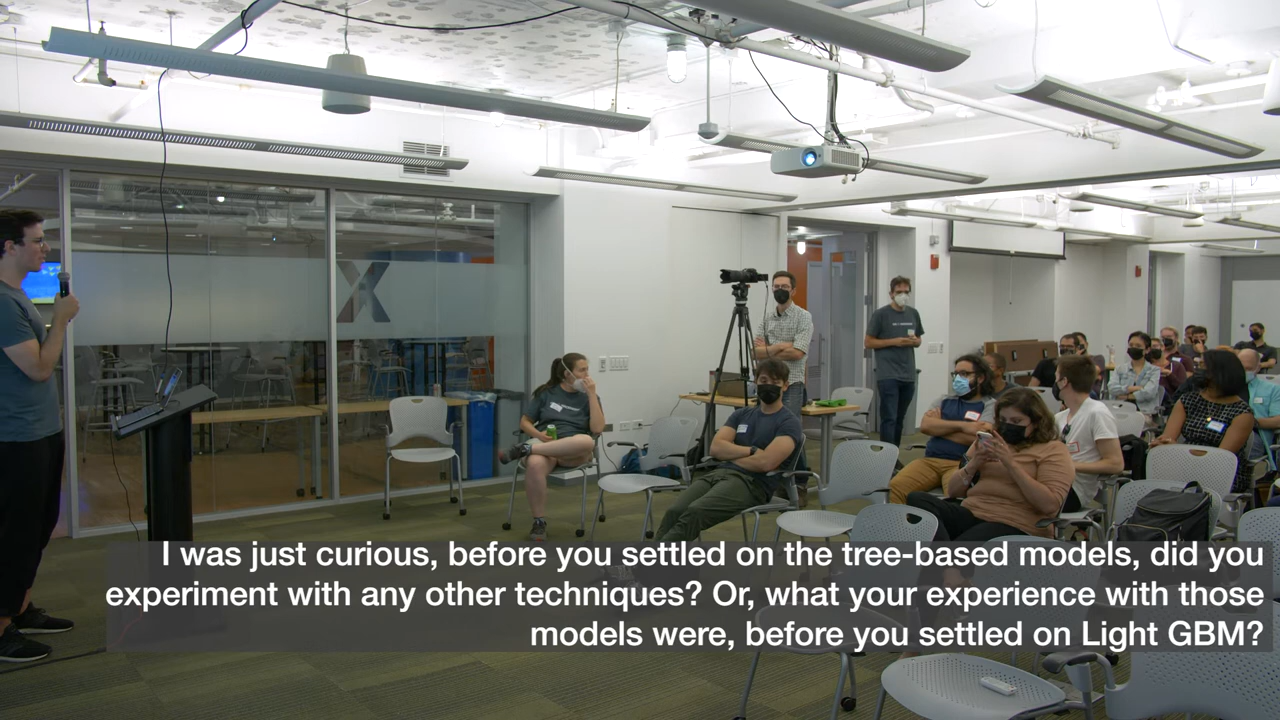 X
I was just curious, before you settled on the tree-based models, did you
experiment with any other techniques? Or, what your experience with those
models were, before you settled on Light GBM?